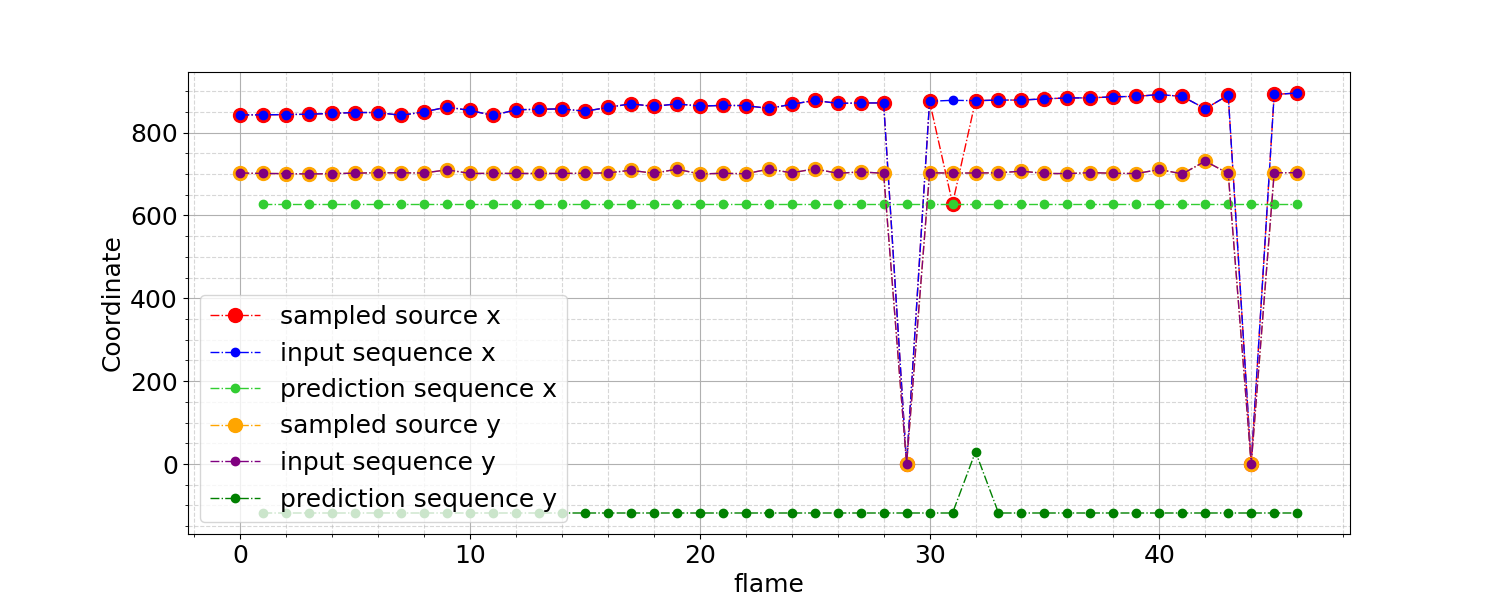 800
600
400
200
0
Coordinate
sampled source x
input sequence x
prediction sequence x
sampled source y
input sequence y
prediction sequence y
0 10 20 30 40
flame